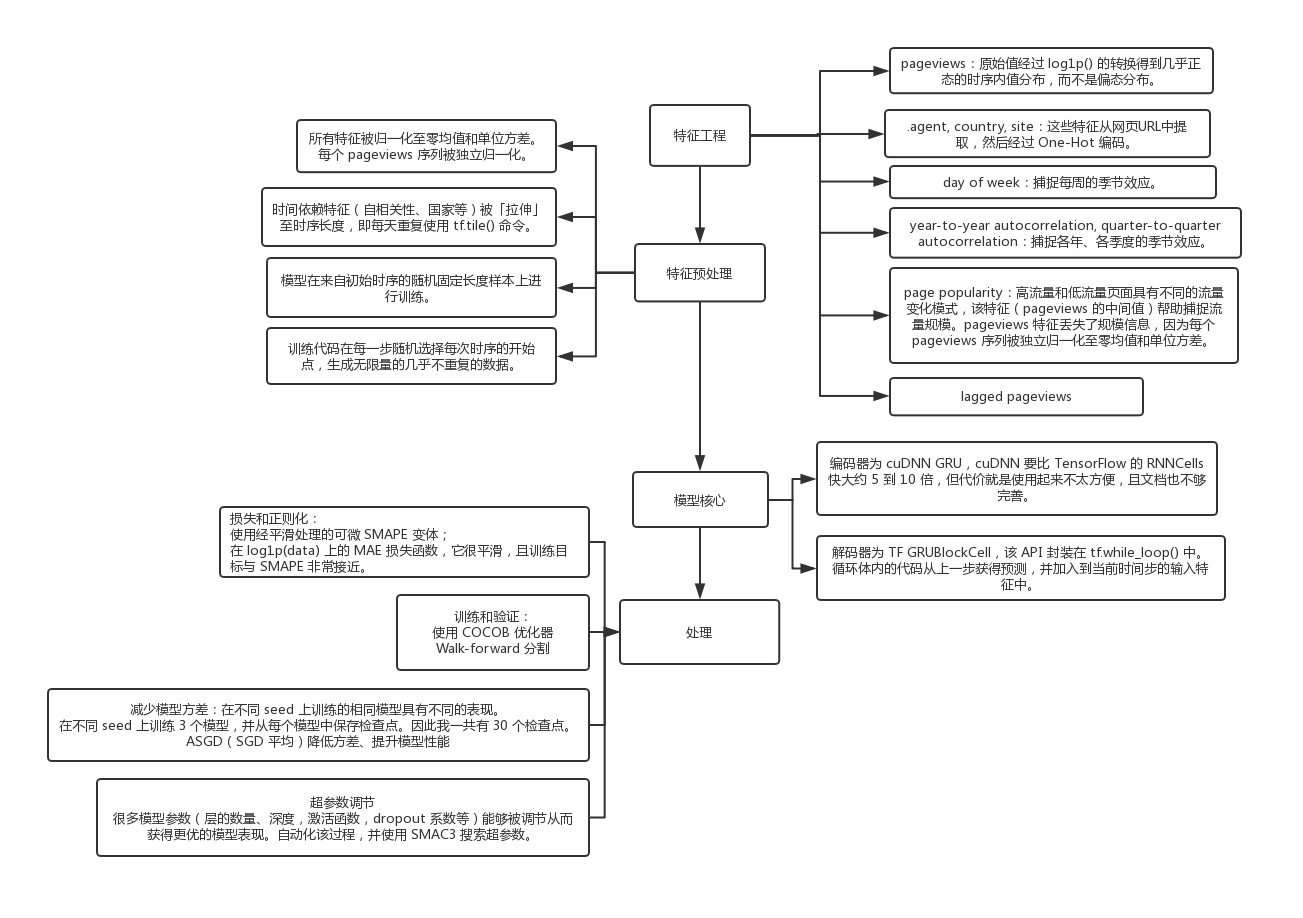 特征工程
pageviews：原始值经过 log1p() 的转换得到几乎正
态的时序内值分布，而不是偏态分布。
.agent, country, site：这些特征从网页URL中提
取，然后经过 One-Hot 编码。
day of week：捕捉每周的季节效应。
year-to-year autocorrelation, quarter-to-quarter
autocorrelation：捕捉各年、各季度的季节效应。
page popularity：高流量和低流量页面具有不同的流量
变化模式，该特征（pageviews 的中间值）帮助捕捉流
量规模。pageviews 特征丢失了规模信息，因为每个
pageviews 序列被独立归一化至零均值和单位方差。
lagged pageviews
特征预处理
所有特征被归一化至零均值和单位方差。
每个 pageviews 序列被独立归一化。
时间依赖特征（自相关性、国家等）被「拉伸」
至时序长度，即每天重复使用 tf.tile() 命令。
模型在来自初始时序的随机固定长度样本上进
行训练。
训练代码在每一步随机选择每次时序的开始
点，生成无限量的几乎不重复的数据。
模型核心
编码器为 cuDNN GRU，cuDNN 要比 TensorFlow 的 RNNCells
快大约 5 到 10 倍，但代价就是使用起来不太方便，且文档也不够
完善。
解码器为 TF GRUBlockCell，该 API 封装在 tf.while_loop() 中。
循环体内的代码从上一步获得预测，并加入到当前时间步的输入特
征中。
处理
损失和正则化：
使用经平滑处理的可微 SMAPE 变体；
在 log1p(data) 上的 MAE 损失函数，它很平滑，且训练目
标与 SMAPE 非常接近。
训练和验证：
使用 COCOB 优化器
Walk-forward 分割
减少模型方差：在不同 seed 上训练的相同模型具有不同的表现。
在不同 seed 上训练 3 个模型，并从每个模型中保存检查点。因此我一共有 30 个检查点。
ASGD（SGD 平均）降低方差、提升模型性能
超参数调节
很多模型参数（层的数量、深度，激活函数，dropout 系数等）能够被调节从而
获得更优的模型表现。自动化该过程，并使用 SMAC3 搜索超参数。